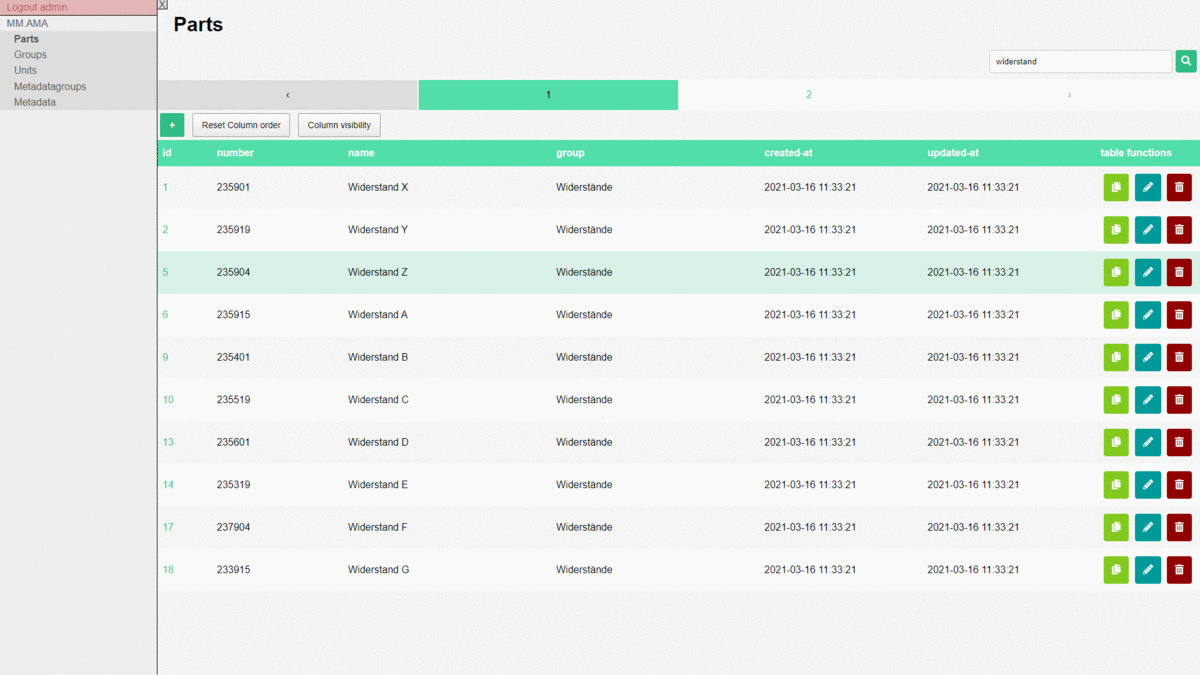 Logout admin
X
MM.AMA
Parts
Groups
Units
Metadatagroups
Metadata
Parts
widerstand
‹ 1 2 ›
+ Reset Column order Column visibility
id number name group created-at updated-at table functions
1 235901 Widerstand X Widerstände 2021-03-16 11:33:21 2021-03-16 11:33:21
2 235919 Widerstand Y Widerstände 2021-03-16 11:33:21 2021-03-16 11:33:21
5 235904 Widerstand Z Widerstände 2021-03-16 11:33:21 2021-03-16 11:33:21
6 235915 Widerstand A Widerstände 2021-03-16 11:33:21 2021-03-16 11:33:21
9 235401 Widerstand B Widerstände 2021-03-16 11:33:21 2021-03-16 11:33:21
10 235519 Widerstand C Widerstände 2021-03-16 11:33:21 2021-03-16 11:33:21
13 235601 Widerstand D Widerstände 2021-03-16 11:33:21 2021-03-16 11:33:21
14 235319 Widerstand E Widerstände 2021-03-16 11:33:21 2021-03-16 11:33:21
17 237904 Widerstand F Widerstände 2021-03-16 11:33:21 2021-03-16 11:33:21
18 233915 Widerstand G Widerstände 2021-03-16 11:33:21 2021-03-16 11:33:21